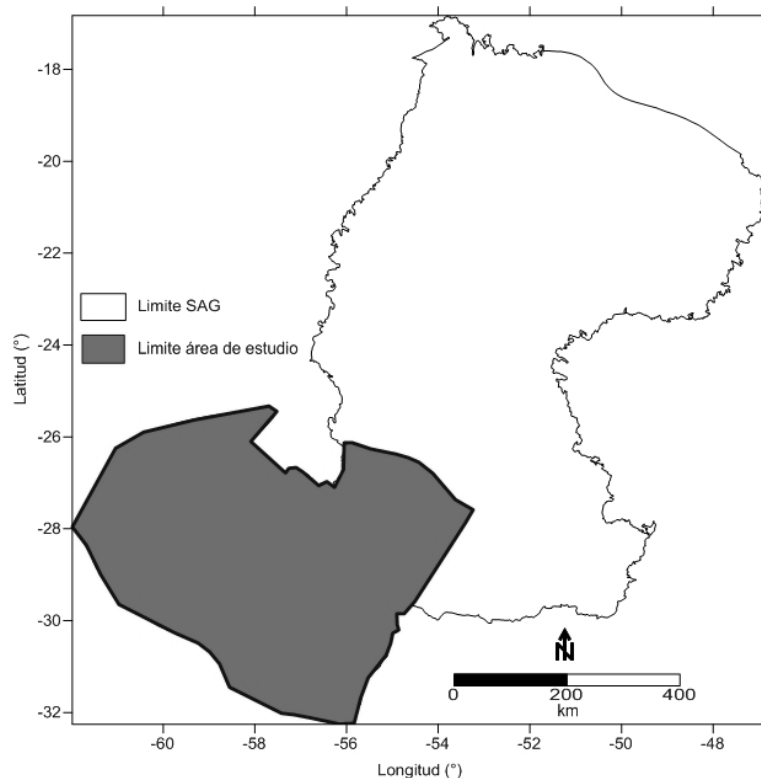 -18
-20
-22
Limite SAG
Limite área de estudio
-24
-26
-28
-30
-32
Latitud (°)
N
0 200 400
km
-60 -58 -56 -54 -52 -50 -48
Longitud (°)